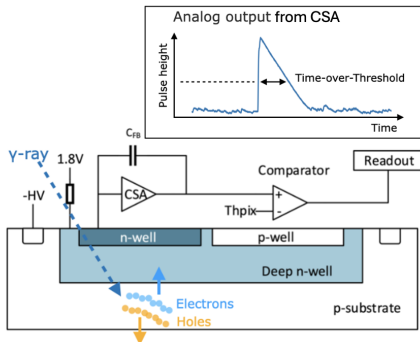 Analog output from CSA
Pulse height
Time-over-Threshold
Time
CFB
γ-ray
1.8V
CSA
Comparator
Readout
-HV
Thpix
+
-
n-well
p-well
Deep n-well
Electrons
Holes
p-substrate